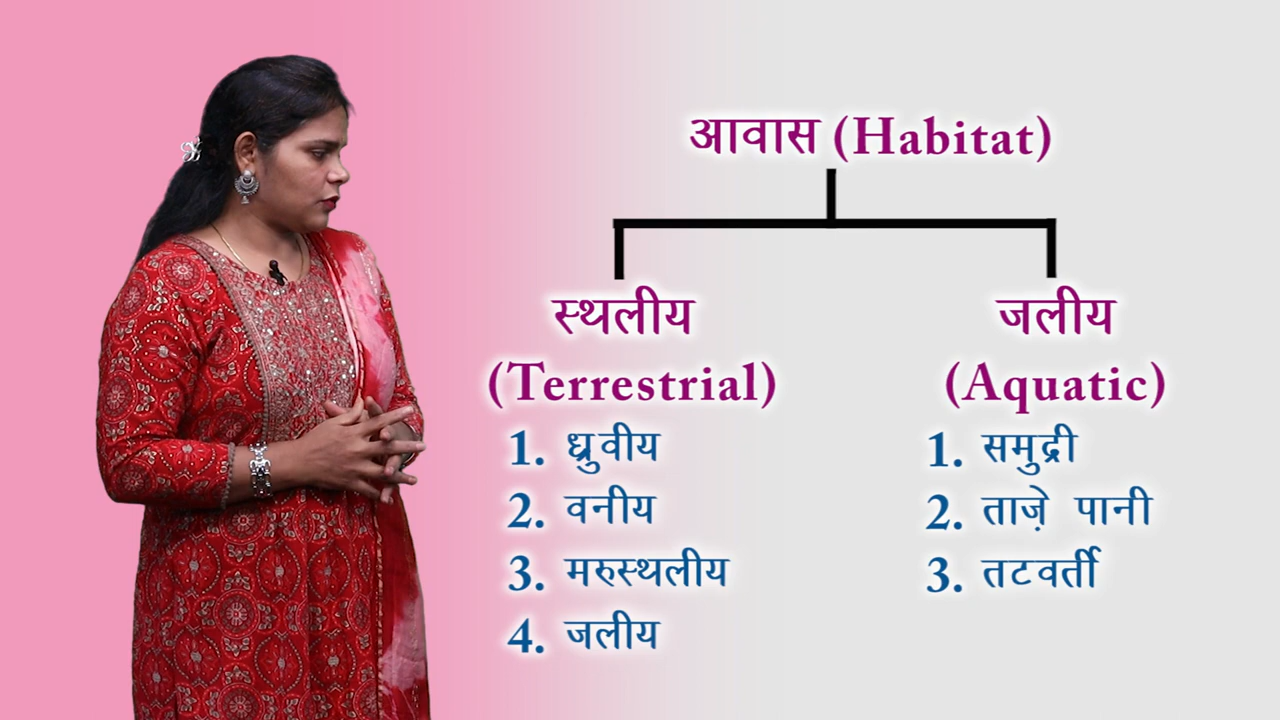 आवास (Habitat)
स्थलीय
(Terrestrial)
1. ध्रुवीय
2. वनीय
3. मरुस्थलीय
4. जलीय
जलीय
(Aquatic)
1. समुद्री
2. ताज़े पानी
3. तटवर्ती